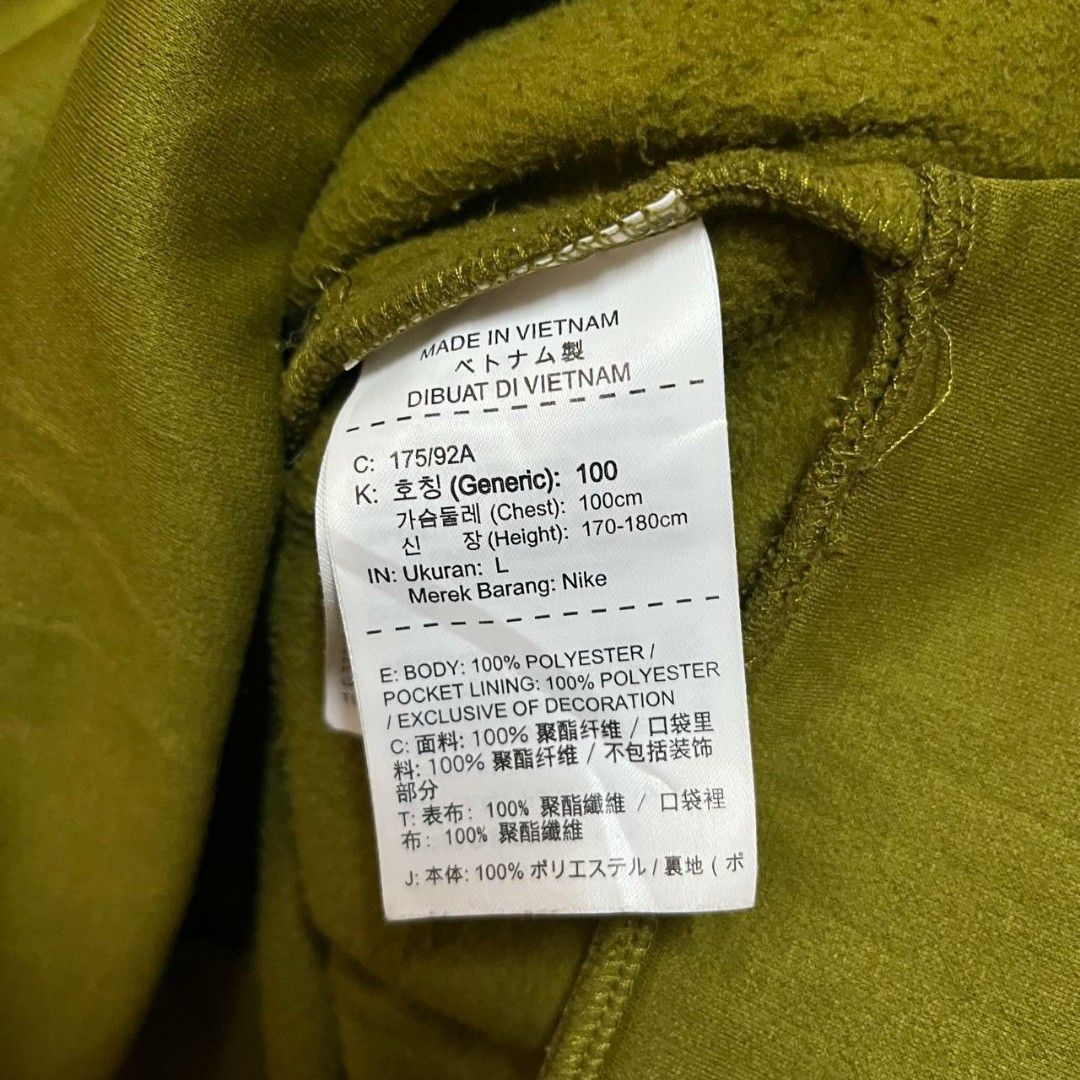 MADE IN VIETNAM
ベトナム製
DIBUAT DI VIETNAM
C: 175/92A
K: 호칭 (Generic): 100
가슴둘레 (Chest): 100cm
신 장 (Height): 170-180cm
IN: Ukuran: L
Merek Barang: Nike
E: BODY: 100% POLYESTER /
POCKET LINING: 100% POLYESTER
/ EXCLUSIVE OF DECORATION
C: 面料: 100% 聚酯纤维 / 口袋里
料: 100% 聚酯纤维 / 不包括装饰
部分
T: 表布: 100% 聚酯纖維 / 口袋裡
布: 100% 聚酯纖維
J: 本体: 100% ポリエステル / 裏地 ( ポ